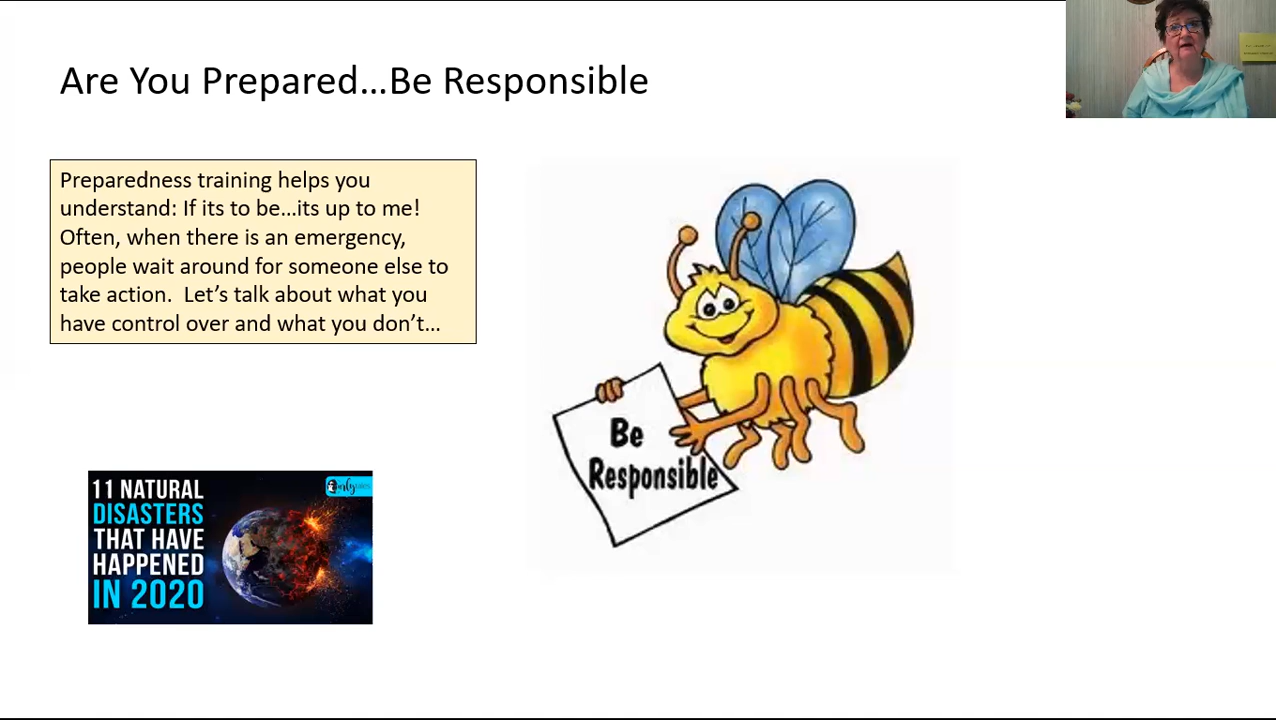 Are You Prepared...Be Responsible
Preparedness training helps you
understand: If its to be...its up to me!
Often, when there is an emergency,
people wait around for someone else to
take action.  Let's talk about what you
have control over and what you don't...
Be
Responsible
11 NATURAL
DISASTERS
THAT HAVE
HAPPENED
IN 2020